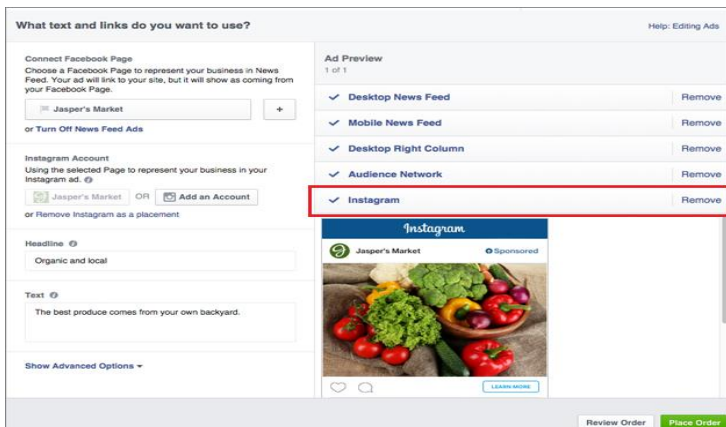 What text and links do you want to use?
Help: Editing Ads
Connect Facebook Page
Choose a Facebook Page to represent your business in News
Feed. Your ad will link to your site, but it will show as coming from
your Facebook Page.
Jasper's Market
+
or Turn Off News Feed Ads
Instagram Account
Using the selected Page to represent your business in your
Instagram ad.
Jasper's Market OR Add an Account
or Remove Instagram as a placement
Headline
Organic and local
Text
The best produce comes from your own backyard.
Show Advanced Options
Ad Preview
1 of 1
Desktop News Feed Remove
Mobile News Feed Remove
Desktop Right Column Remove
Audience Network Remove
Instagram Remove
Instagram
Jasper's Market Sponsored
LEARN MORE
Review Order Place Order